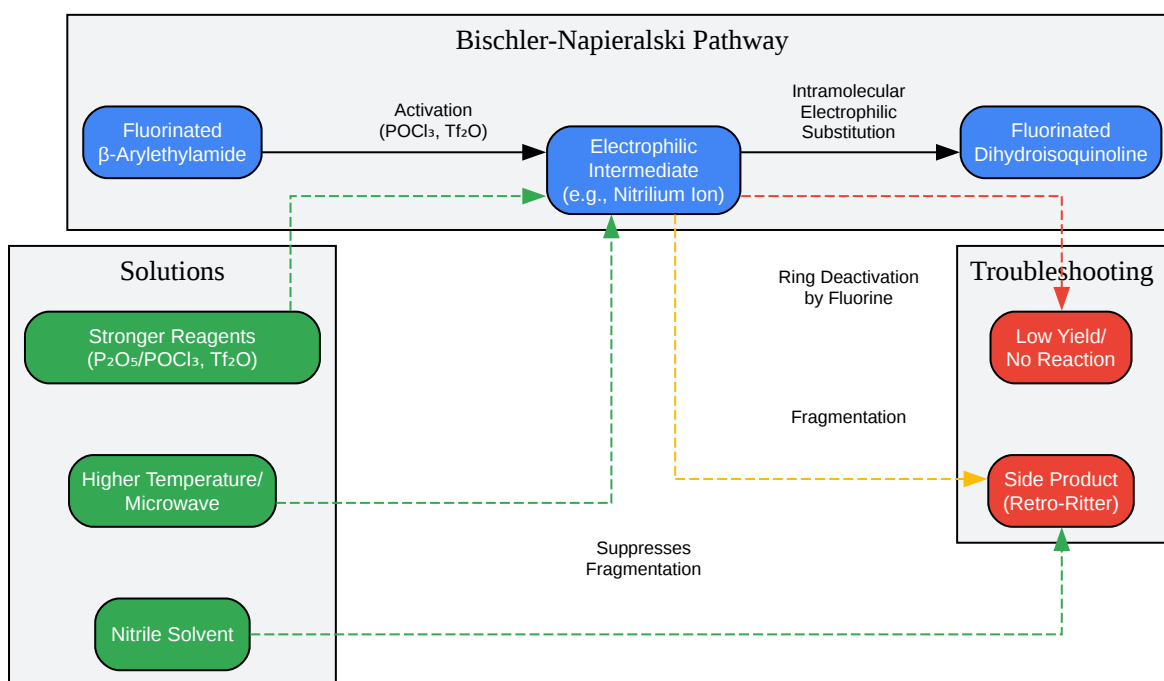 Bischler-Napieralski Pathway
Fluorinated
β-Arylethylamide
Activation
(POCl₃, Tf₂O)
Electrophilic
Intermediate
(e.g., Nitrilium Ion)
Intramolecular
Electrophilic
Substitution
Fluorinated
Dihydroisoquinoline
Solutions
Stronger Reagents
(P₂O₅/POCl₃, Tf₂O)
Higher Temperature/
Microwave
Nitrile Solvent
Ring Deactivation
by Fluorine
Fragmentation
Suppresses
Fragmentation
Troubleshooting
Low Yield/
No Reaction
Side Product
(Retro-Ritter)